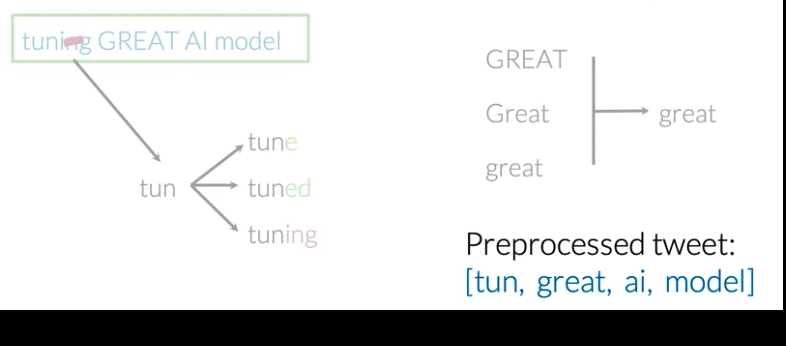 tuning GREAT AI model
tun
tune
tuned
tuning
GREAT
Great
great
great
Preprocessed tweet:
[tun, great, ai, model]